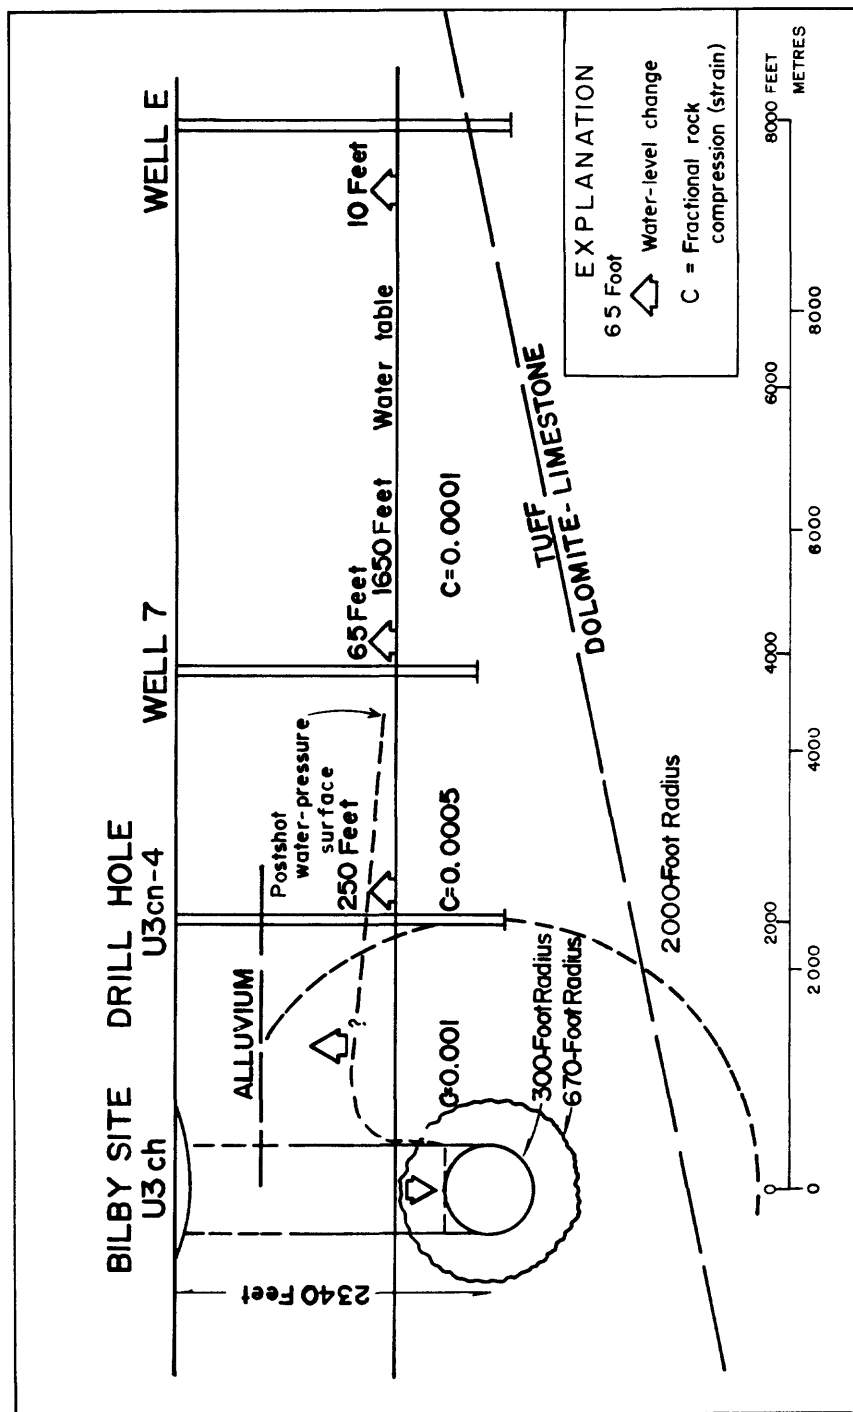 BILBY SITE
U3ch
DRILL HOLE
U3cn-4
WELL 7
WELL E
ALLUVIUM
Postshot
water-pressure
surface
250 Feet
65 Feet
1650 Feet Water table
10 Feet
?
2340 Feet
C=0.001
C=0.0005
C=0.0001
300-Foot Radius
670-Foot Radius
2000-Foot Radius
TUFF
DOLOMITE-LIMESTONE
EXPLANATION
65 Foot
Water-level change
C = Fractional rock
compression (strain)
0 2000 4000 6000 8000 FEET
0 2000 4000 6000 8000 METRES